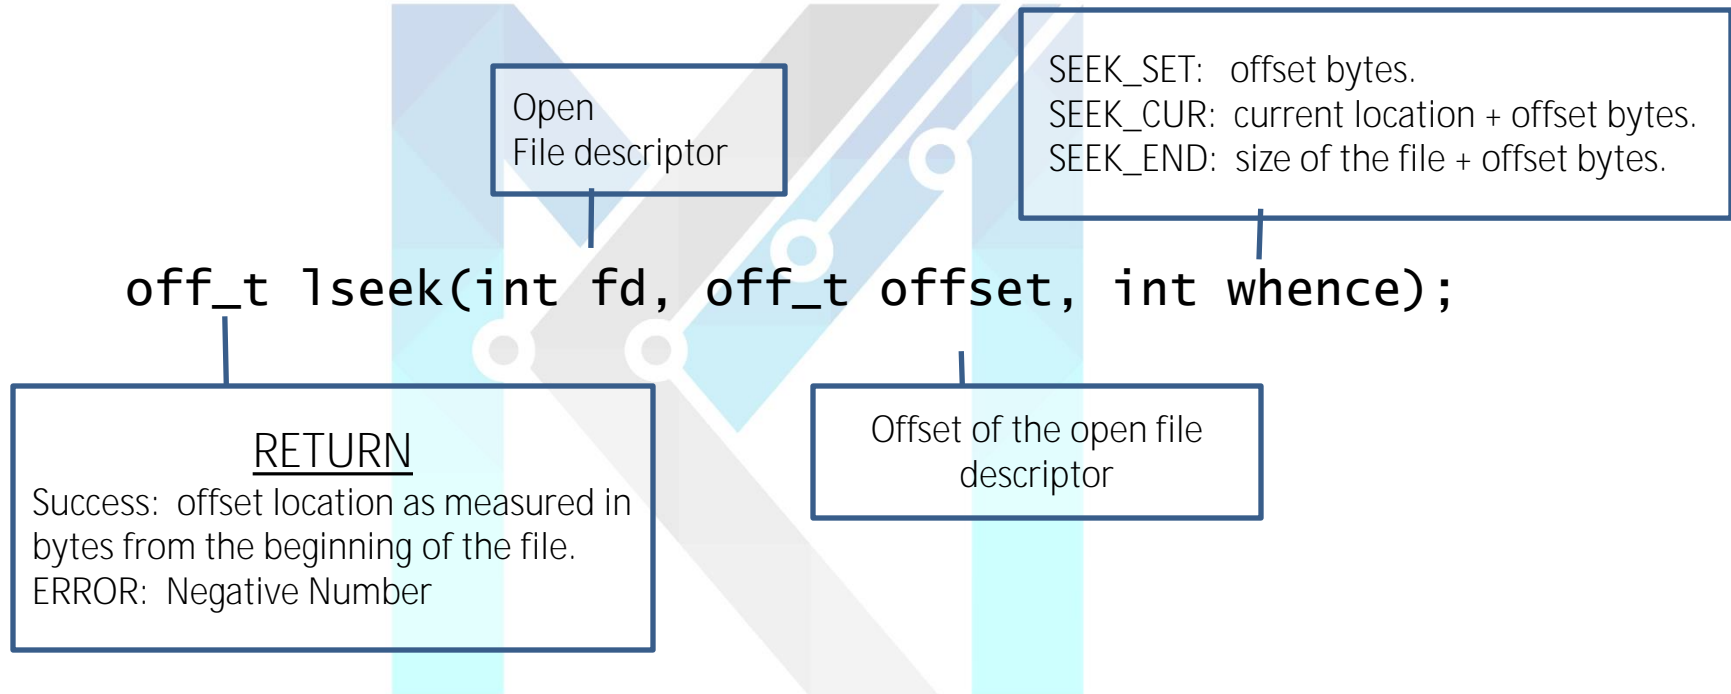 Open
File descriptor
SEEK_SET: offset bytes.
SEEK_CUR: current location + offset bytes.
SEEK_END: size of the file + offset bytes.
off_t lseek(int fd, off_t offset, int whence);
RETURN
Success: offset location as measured in
bytes from the beginning of the file.
ERROR: Negative Number
Offset of the open file
descriptor